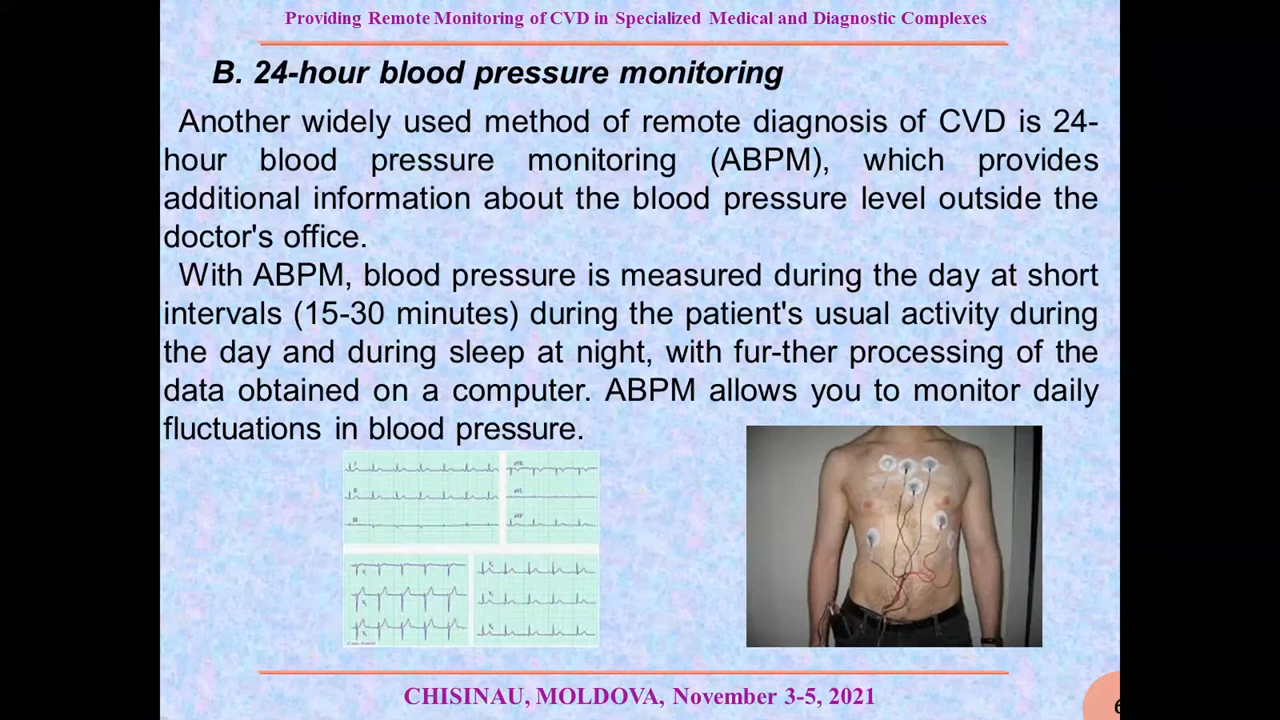 Providing Remote Monitoring of CVD in Specialized Medical and Diagnostic Complexes
B. 24-hour blood pressure monitoring
Another widely used method of remote diagnosis of CVD is 24-
hour blood pressure monitoring (ABPM), which provides
additional information about the blood pressure level outside the
doctor's office.
With ABPM, blood pressure is measured during the day at short
intervals (15-30 minutes) during the patient's usual activity during
the day and during sleep at night, with fur-ther processing of the
data obtained on a computer. ABPM allows you to monitor daily
fluctuations in blood pressure.
CHISINAU, MOLDOVA, November 3-5, 2021